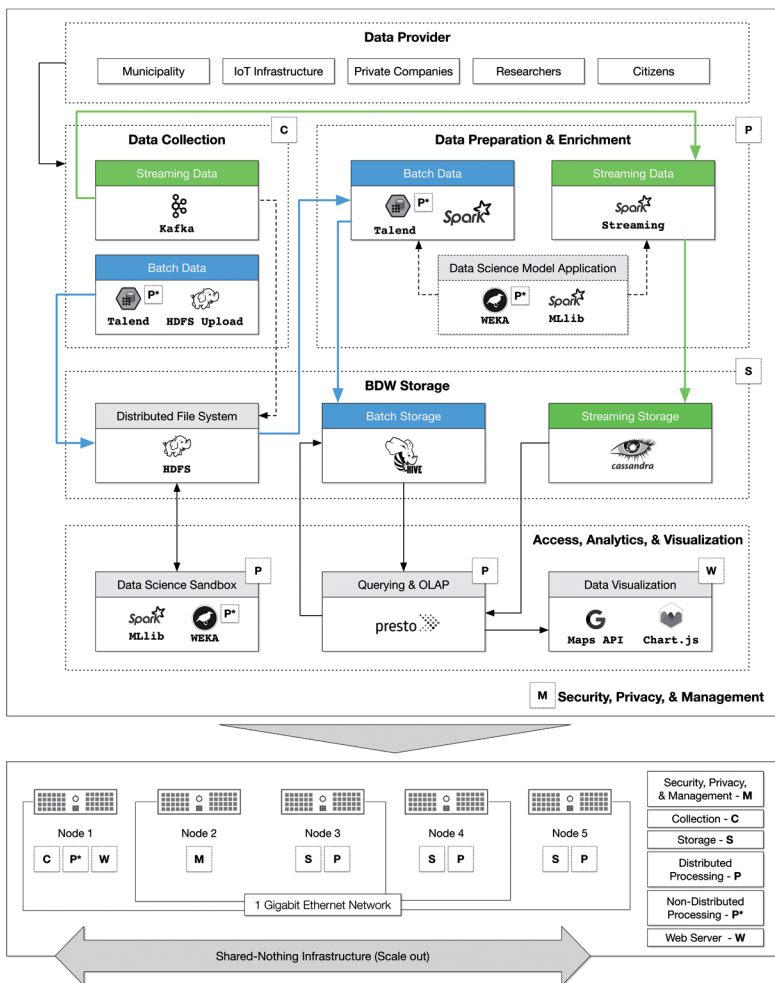 Data Provider
Municipality
IoT Infrastructure
Private Companies
Researchers
Citizens
C
Data Collection
Streaming Data
Kafka
Batch Data
P*
Talend
HDFS Upload
P
Data Preparation & Enrichment
Batch Data
P*
Talend
Spark
Streaming Data
Spark
Streaming
Data Science Model Application
P*
WEKA
Spark
MLlib
S
BDW Storage
Distributed File System
HDFS
Batch Storage
HIVE
Streaming Storage
cassandra
Access, Analytics, & Visualization
P
Data Science Sandbox
Spark
MLlib
P*
WEKA
P
Querying & OLAP
presto
W
Data Visualization
G
Maps API
Chart.js
M
Security, Privacy, & Management
Node 1
Node 2
Node 3
Node 4
Node 5
C P* W
M
S P
S P
S P
1 Gigabit Ethernet Network
Shared-Nothing Infrastructure (Scale out)
Security, Privacy,
& Management - M
Collection - C
Storage - S
Distributed
Processing - P
Non-Distributed
Processing - P*
Web Server - W